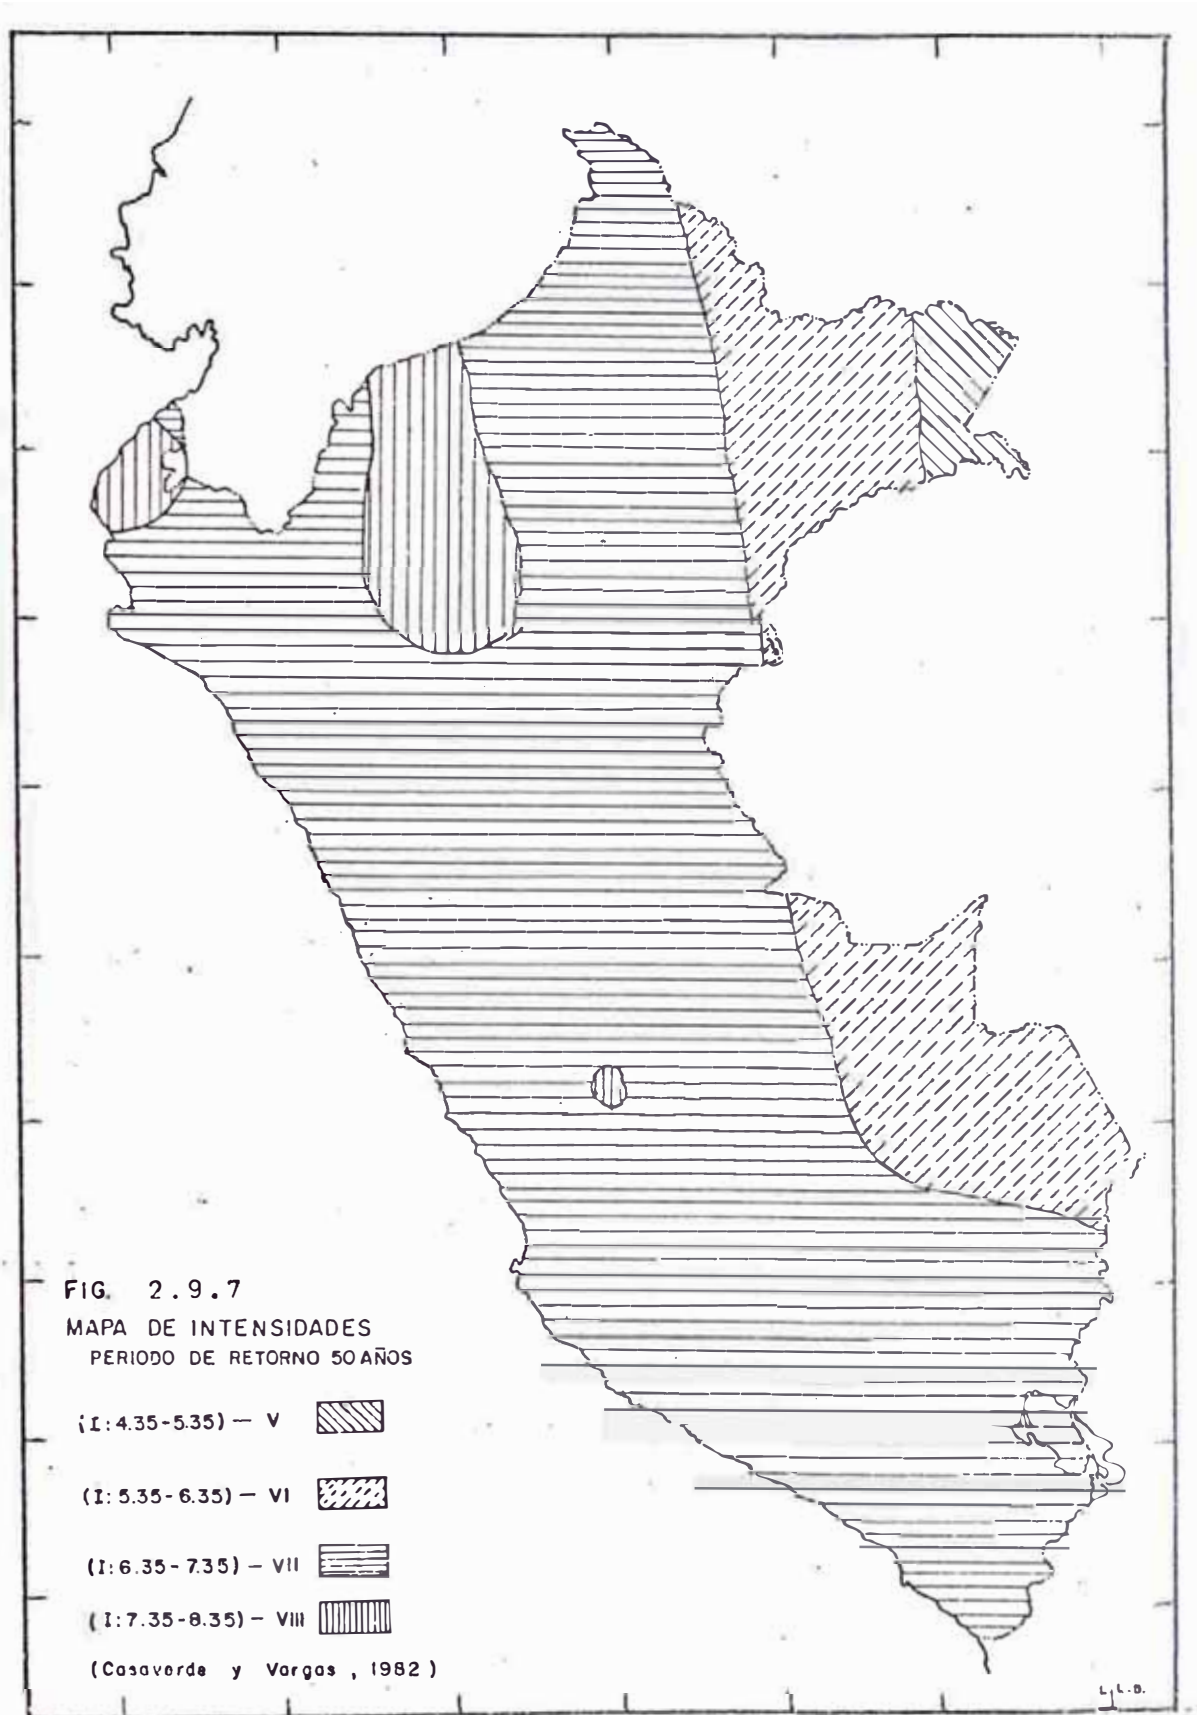 FIG. 2.9.7
MAPA DE INTENSIDADES
PERIODO DE RETORNO 50 AÑOS
(I:4.35-5.35) - V
(I:5.35-6.35) - VI
(I:6.35-7.35) - VII
(I:7.35-8.35) - VIII
(Casaverde y Vargas, 1982)
L.L.B.